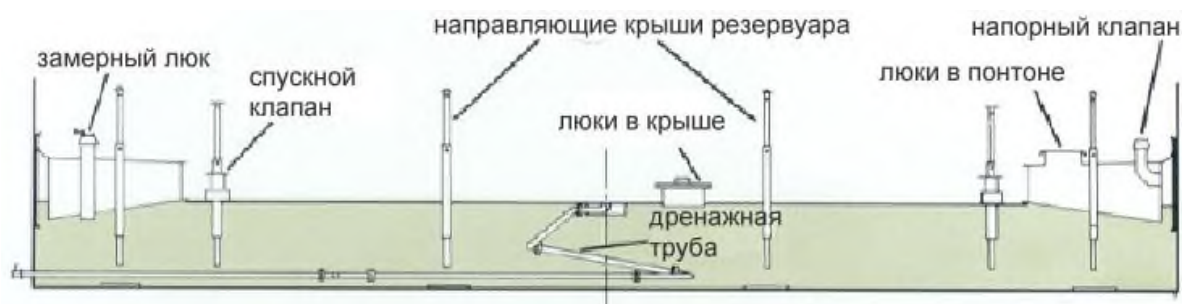 направляющие крыши резервуара
напорный клапан
замерный люк
спускной
клапан
люки в понтоне
люки в крыше
дренажная
труба